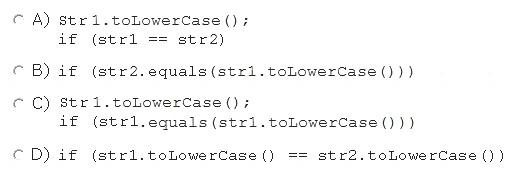 A) Str1.toLowerCase();
if (str1 == str2)
B) if (str2.equals(str1.toLowerCase()))
C) Str1.toLowerCase();
if (str1.equals(str1.toLowerCase()))
D) if (str1.toLowerCase() == str2.toLowerCase())